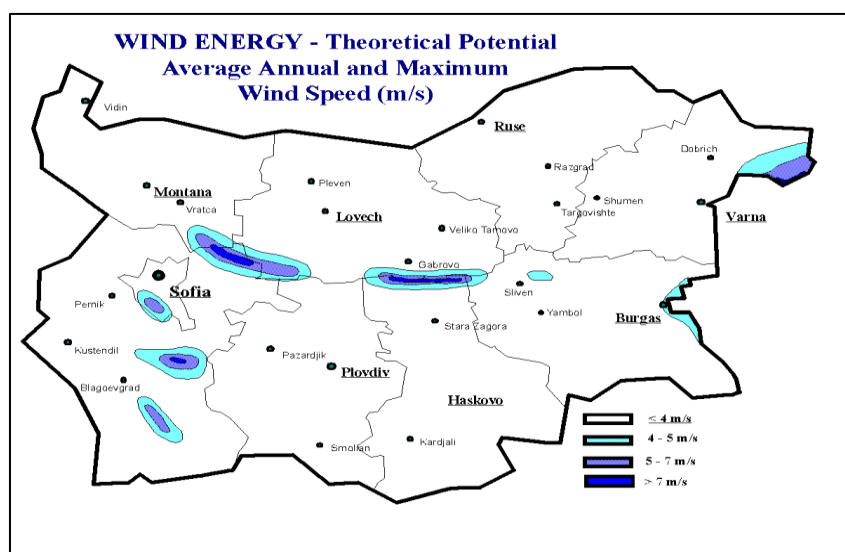 WIND ENERGY - Theoretical Potential
Average Annual and Maximum
Wind Speed (m/s)
Vidin
Ruse
Dobrich
Razgrad
Montana
Pleven
Vratca
Lovech
Targovishte
Shumen
Varna
Veliko Tarnovo
Gabrovo
Sofia
Sliven
Pernik
Yambol
Burgas
Stara Zagora
Kustendil
Pazardjik
Plovdiv
Blagoevgrad
Haskovo
Smolian
Kardjali
< 4 m/s
4 - 5 m/s
5 - 7 m/s
> 7 m/s